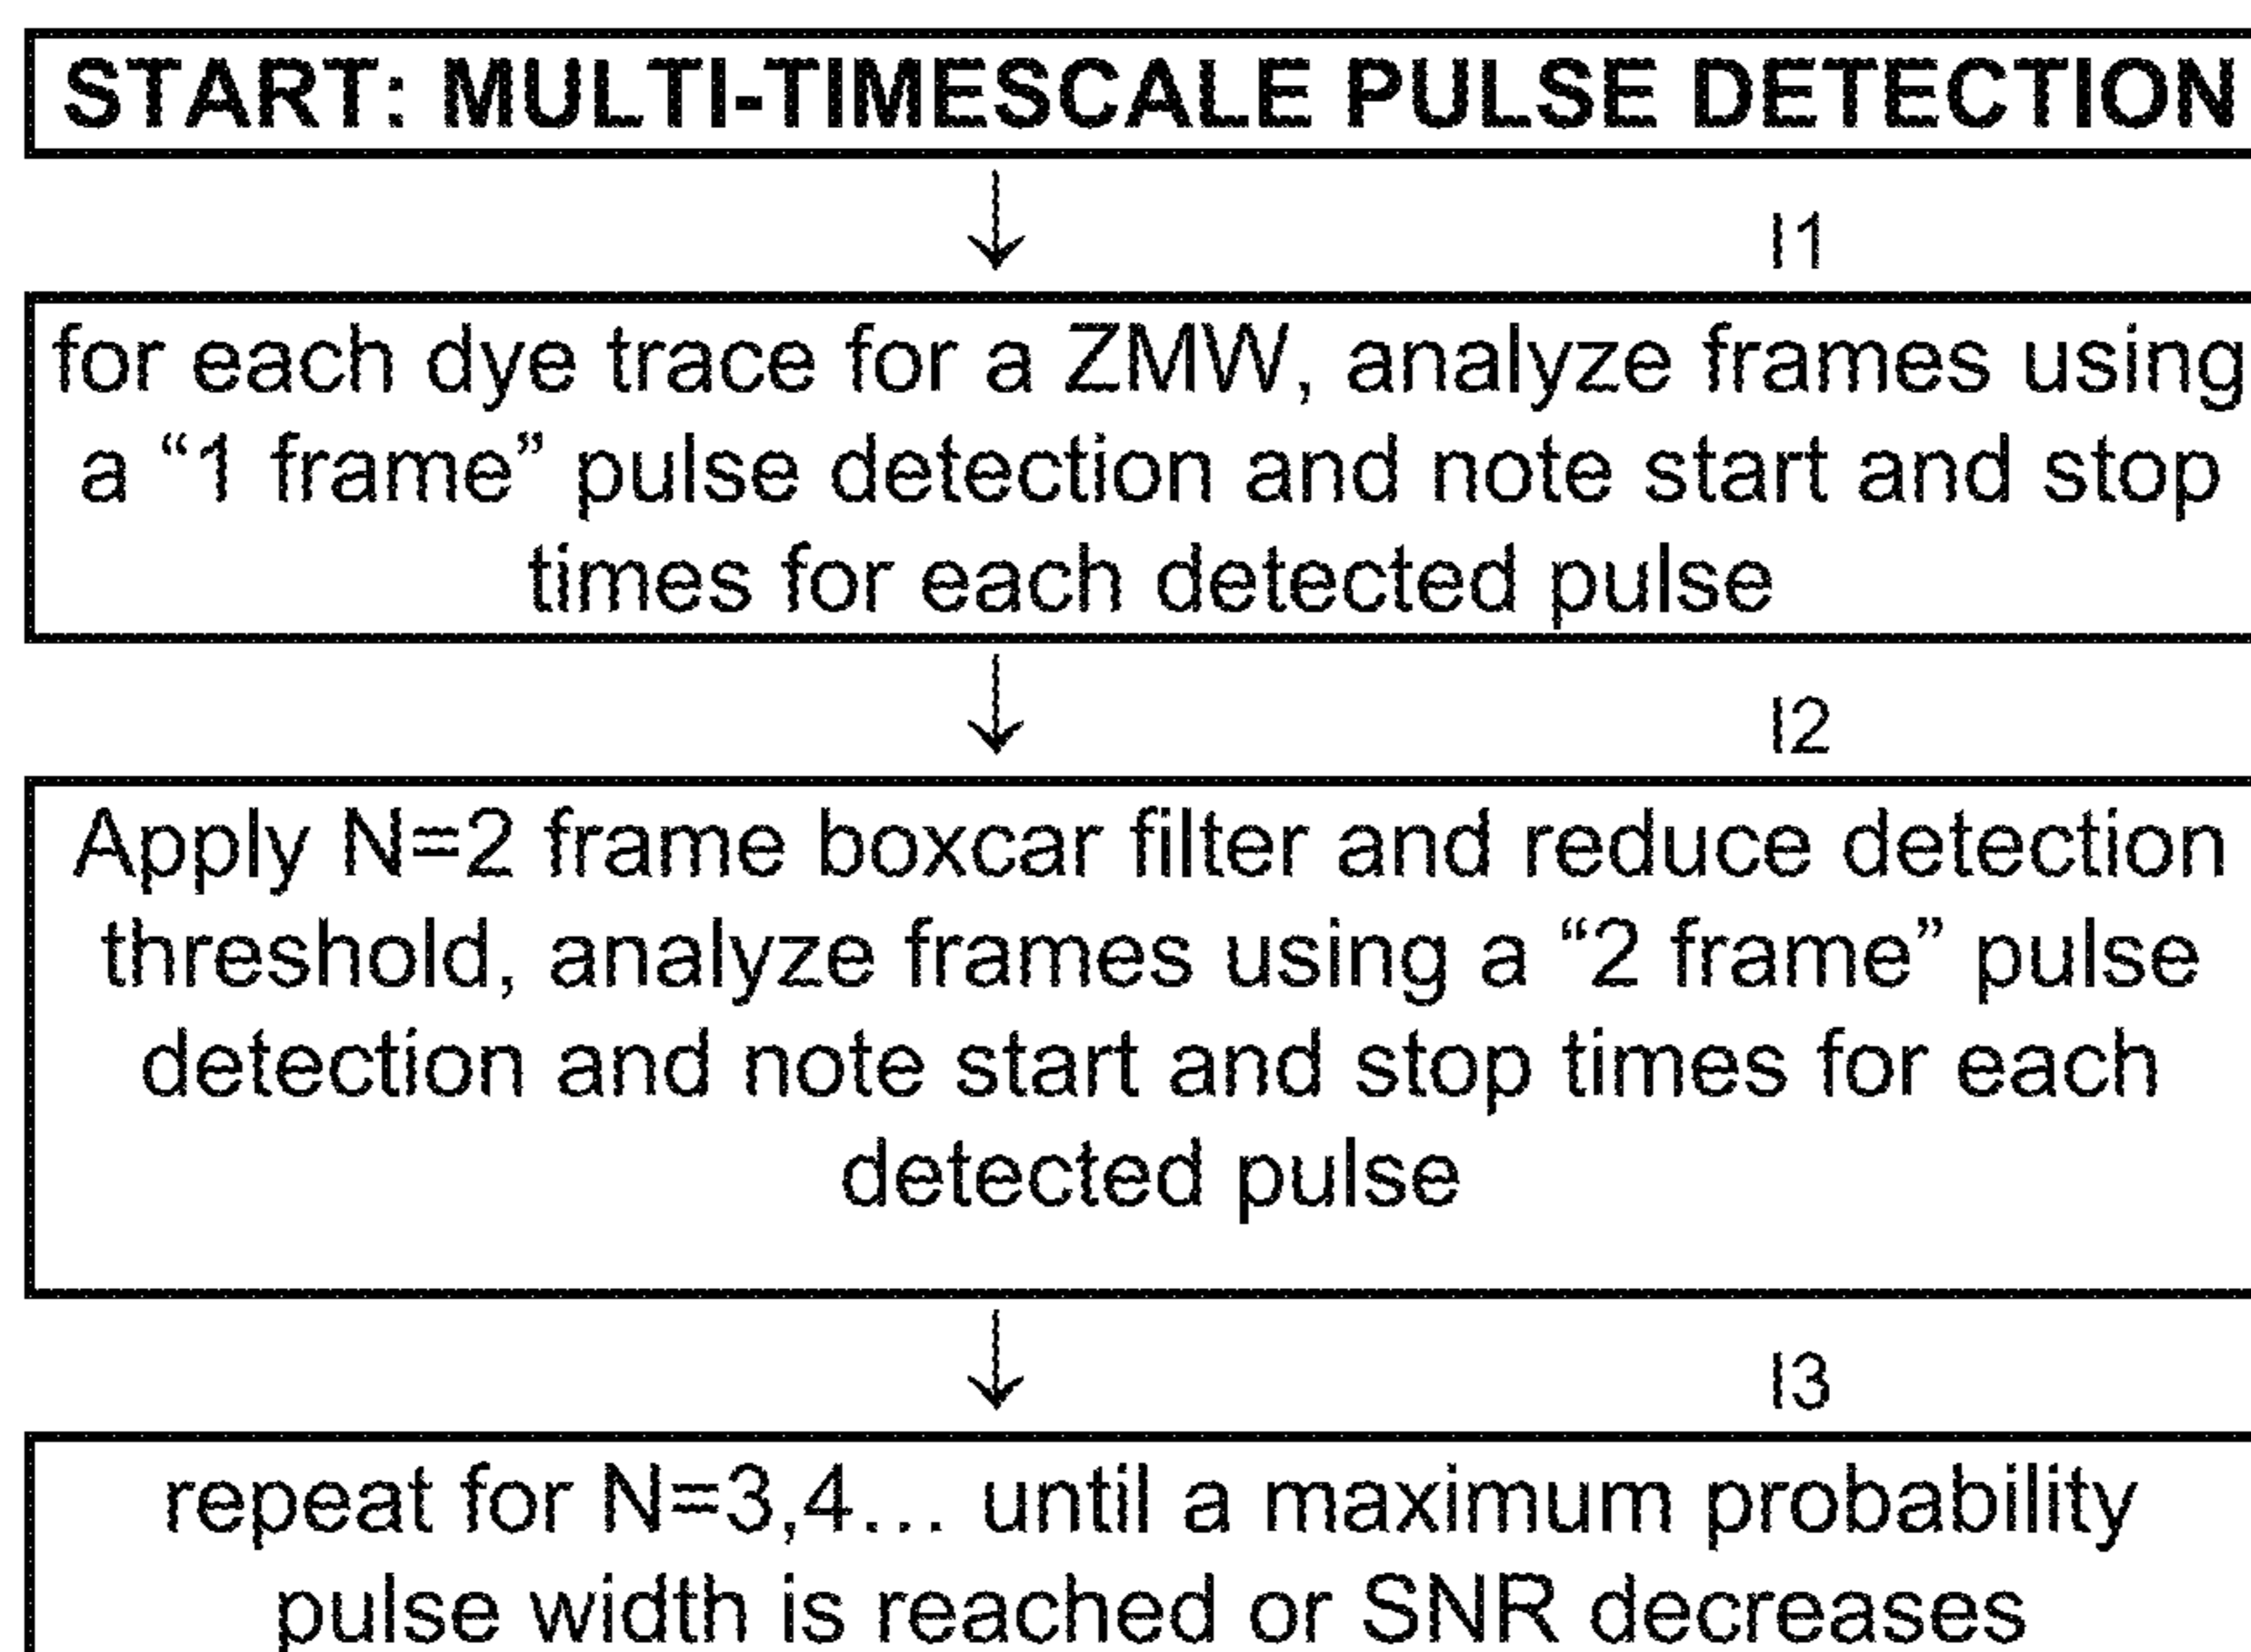 START: MULTI-TIMESCALE PULSE DETECTION
I1
for each dye trace for a ZMW, analyze frames using
a “1 frame” pulse detection and note start and stop
times for each detected pulse
I2
Apply N=2 frame boxcar filter and reduce detection
threshold, analyze frames using a “2 frame” pulse
detection and note start and stop times for each
detected pulse
I3
repeat for N=3,4… until a maximum probability
pulse width is reached or SNR decreases